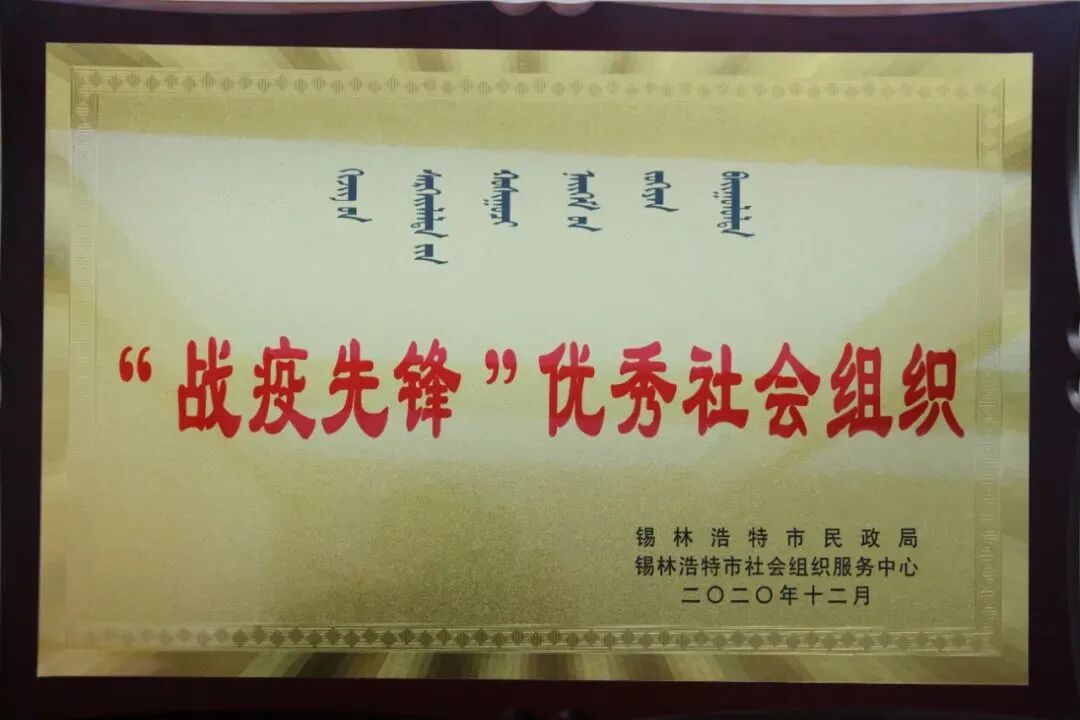 “战疫先锋”优秀社会组织
锡林浩特市民政局
锡林浩特市社会组织服务中心
二〇二〇年十二月